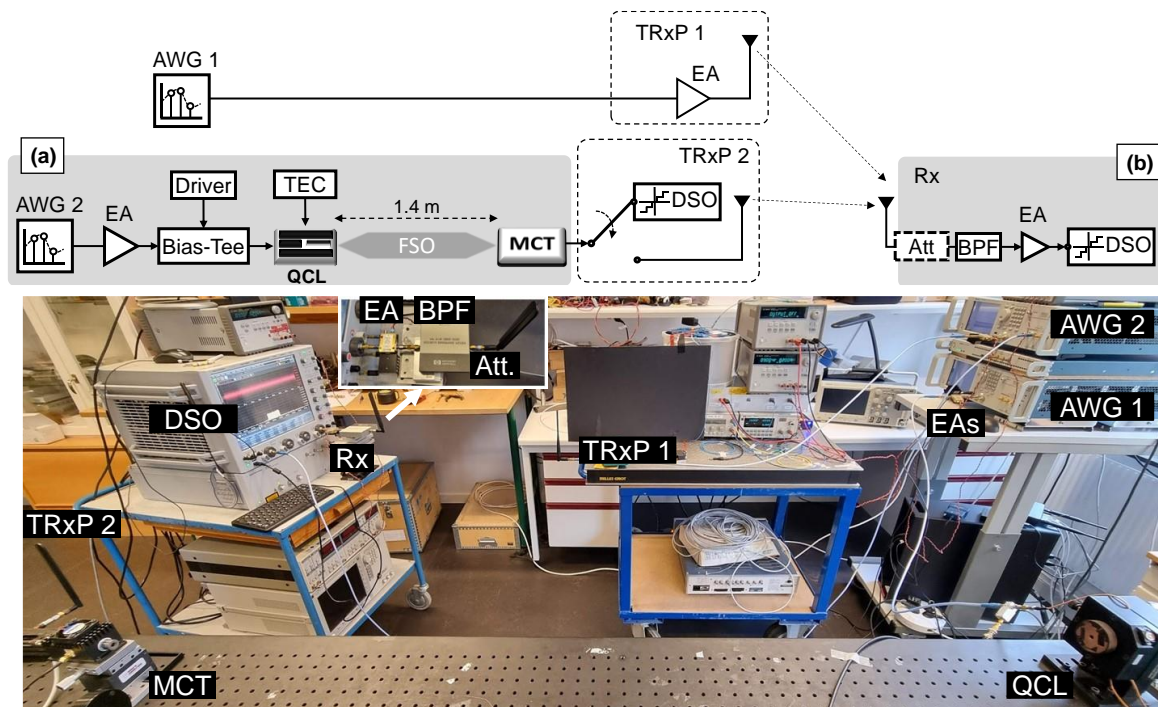 TRxP 1
AWG 1
EA
(a)
TRxP 2
(b)
Driver
TEC
Rx
AWG 2
EA
1.4 m
DSO
EA
Bias-Tee
FSO
MCT
Att
BPF
DSO
QCL
EA
BPF
AWG 2
Att.
AWG 1
DSO
EAs
TRxP 1
Rx
TRxP 2
MCT
QCL